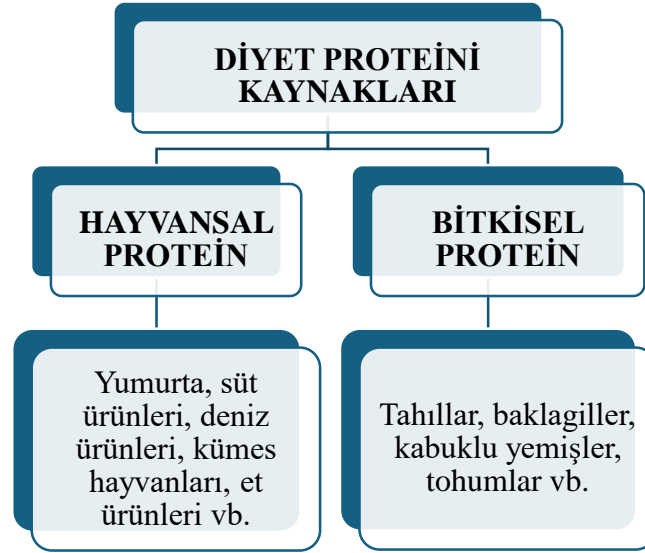 DİYET PROTEİNİ
KAYNAKLARI
HAYVANSAL
PROTEİN
BİTKİSEL
PROTEİN
Yumurta, süt
ürünleri, deniz
ürünleri, kümes
hayvanları, et
ürünleri vb.
Tahıllar, baklagiller,
kabuklu yemişler,
tohumlar vb.